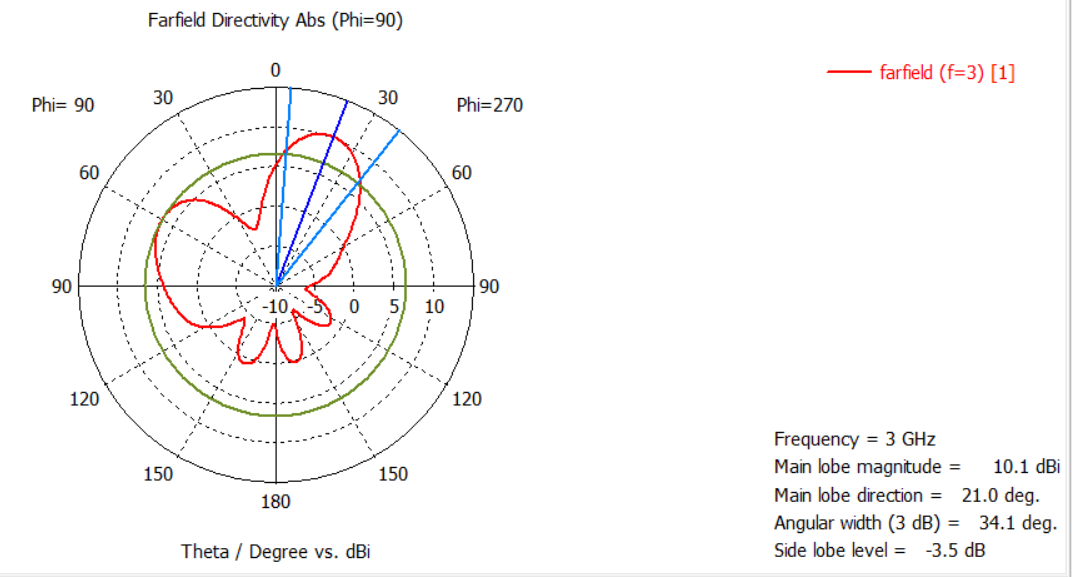 Farfield Directivity Abs (Phi=90)
farfield (f=3) [1]
0
Phi= 90
30
30
Phi=270
60
60
90
-10
-5
0
5
10
90
120
120
150
150
180
Theta / Degree vs. dBi
Frequency = 3 GHz
Main lobe magnitude = 10.1 dBi
Main lobe direction = 21.0 deg.
Angular width (3 dB) = 34.1 deg.
Side lobe level = -3.5 dB